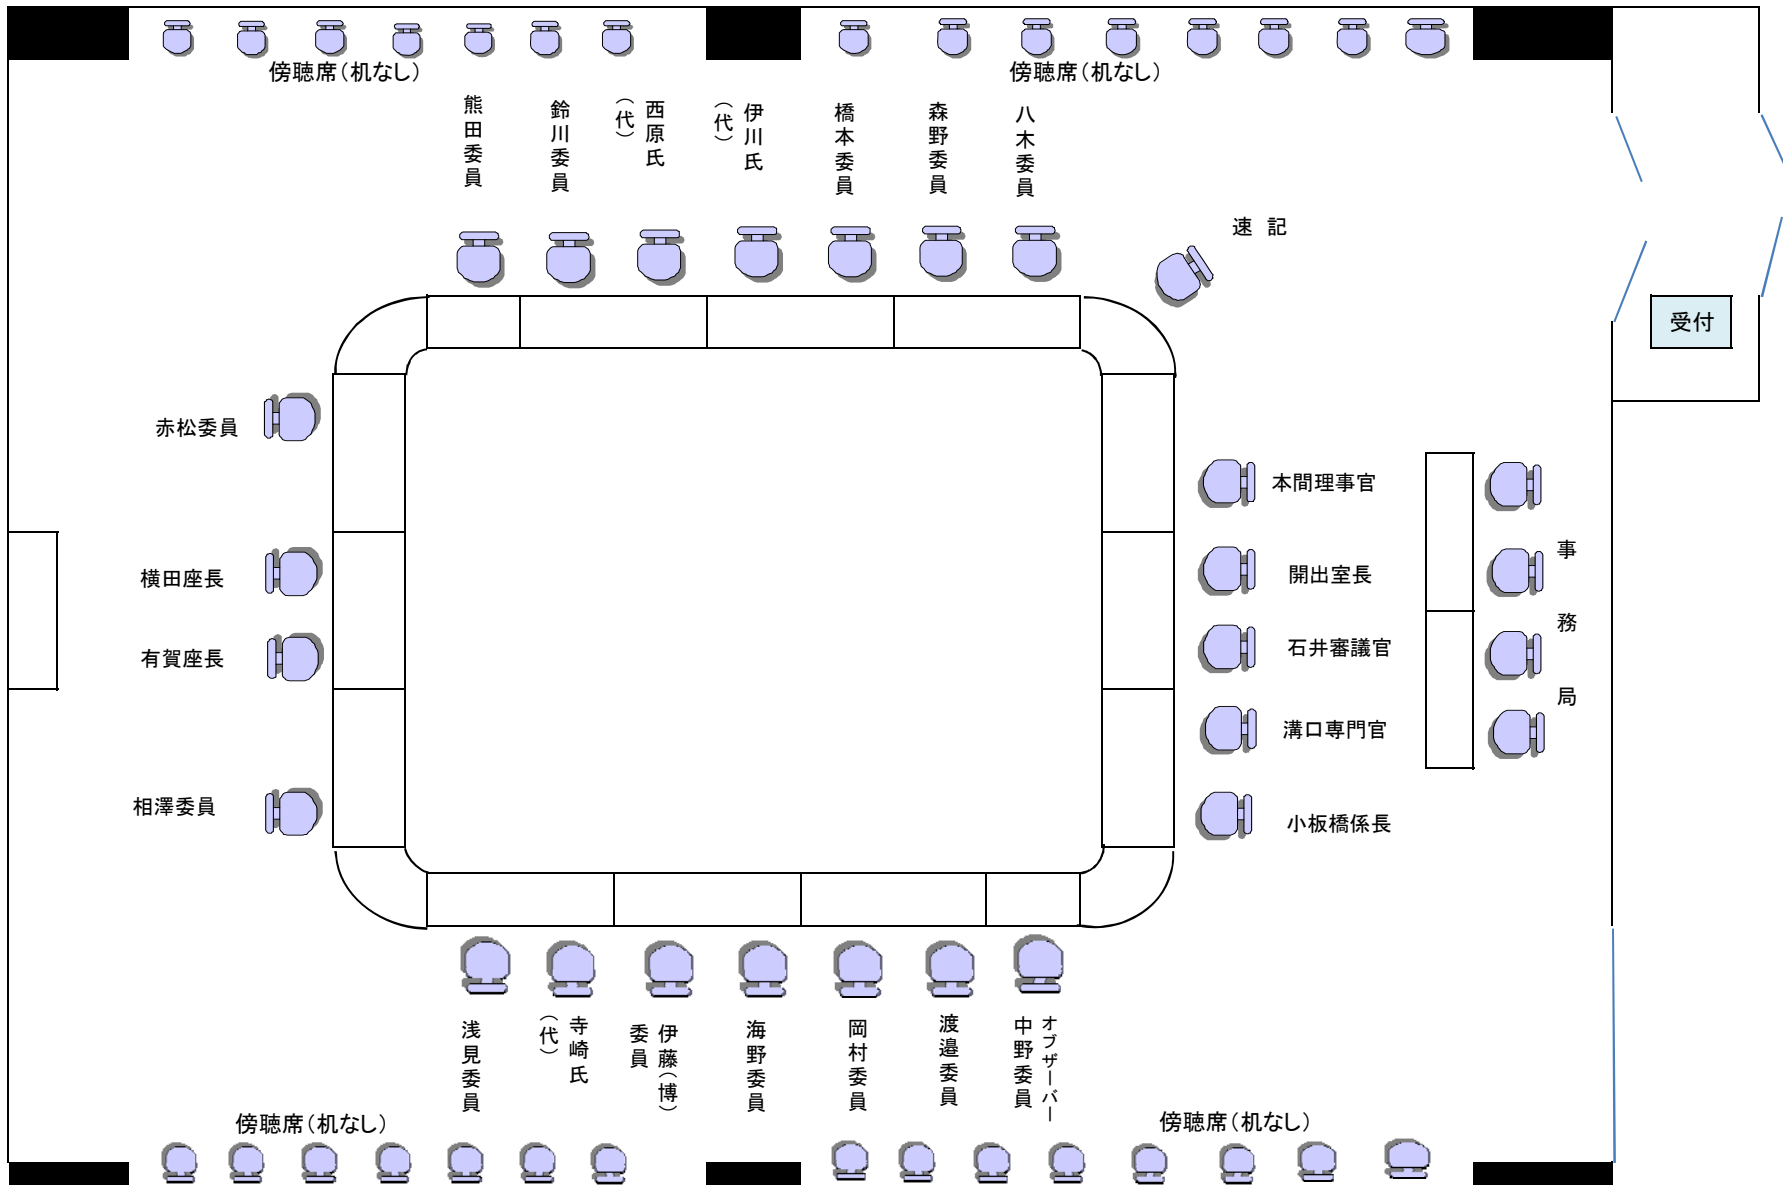 傍聴席（机なし）
傍聴席（机なし）
熊田委員
鈴川委員
西原氏
（代）
伊川氏
（代）
橋本委員
森野委員
八木委員
速　記
受付
赤松委員
横田座長
有賀座長
相澤委員
本間理事官
開出室長
石井審議官
溝口専門官
小板橋係長
事務局
浅見委員
寺崎氏
（代）
伊藤（博）
委員
海野委員
岡村委員
渡邉委員
オブザーバー
中野委員
傍聴席（机なし）
傍聴席（机なし）